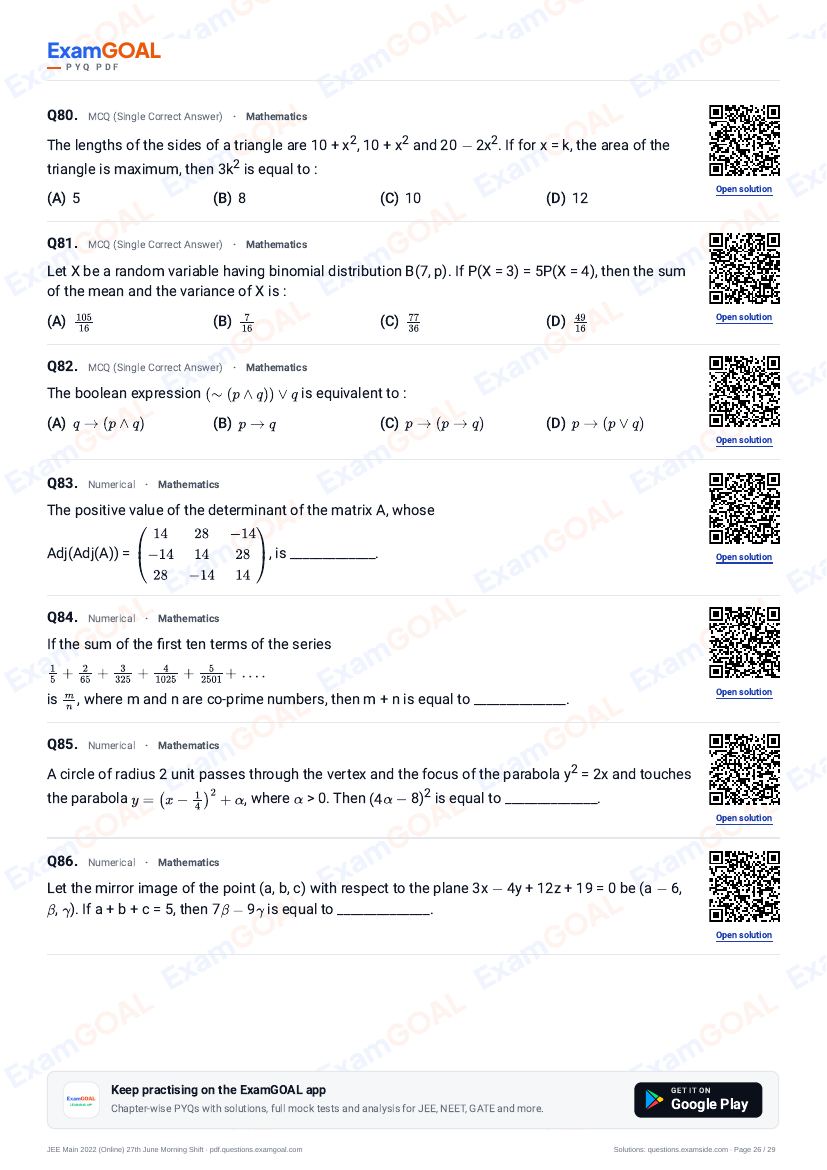 ExamGOAL
PYQ PDF
Q80. MCQ (Single Correct Answer) · Mathematics
The lengths of the sides of a triangle are 10 + x², 10 + x² and 20 − 2x². If for x = k, the area of the
triangle is maximum, then 3k² is equal to :
(A) 5 (B) 8 (C) 10 (D) 12
Open solution
Q81. MCQ (Single Correct Answer) · Mathematics
Let X be a random variable having binomial distribution B(7, p). If P(X = 3) = 5P(X = 4), then the sum
of the mean and the variance of X is :
(A) 105/16 (B) 7/16 (C) 77/36 (D) 49/16
Open solution
Q82. MCQ (Single Correct Answer) · Mathematics
The boolean expression (∼ (p ∧ q)) ∨ q is equivalent to :
(A) q → (p ∧ q) (B) p → q (C) p → (p → q) (D) p → (p ∨ q)
Open solution
Q83. Numerical · Mathematics
The positive value of the determinant of the matrix A, whose
14 28 −14
Adj(Adj(A)) = −14 14 28 , is _____________.
28 −14 14
Open solution
Q84. Numerical · Mathematics
If the sum of the first ten terms of the series
1/5 + 2/65 + 3/325 + 4/1025 + 5/2501 + ....
is m/n, where m and n are co-prime numbers, then m + n is equal to ______________.
Open solution
Q85. Numerical · Mathematics
A circle of radius 2 unit passes through the vertex and the focus of the parabola y² = 2x and touches
the parabola y = (x − 1/4)² + α, where α > 0. Then (4α − 8)² is equal to ______________.
Open solution
Q86. Numerical · Mathematics
Let the mirror image of the point (a, b, c) with respect to the plane 3x − 4y + 12z + 19 = 0 be (a − 6,
β, γ). If a + b + c = 5, then 7β − 9γ is equal to ______________.
Open solution
Keep practising on the ExamGOAL app
Chapter-wise PYQs with solutions, full mock tests and analysis for JEE, NEET, GATE and more.
GET IT ON
Google Play
JEE Main 2022 (Online) 27th June Morning Shift · pdf.questions.examgoal.com
Solutions: questions.examside.com · Page 26 / 29